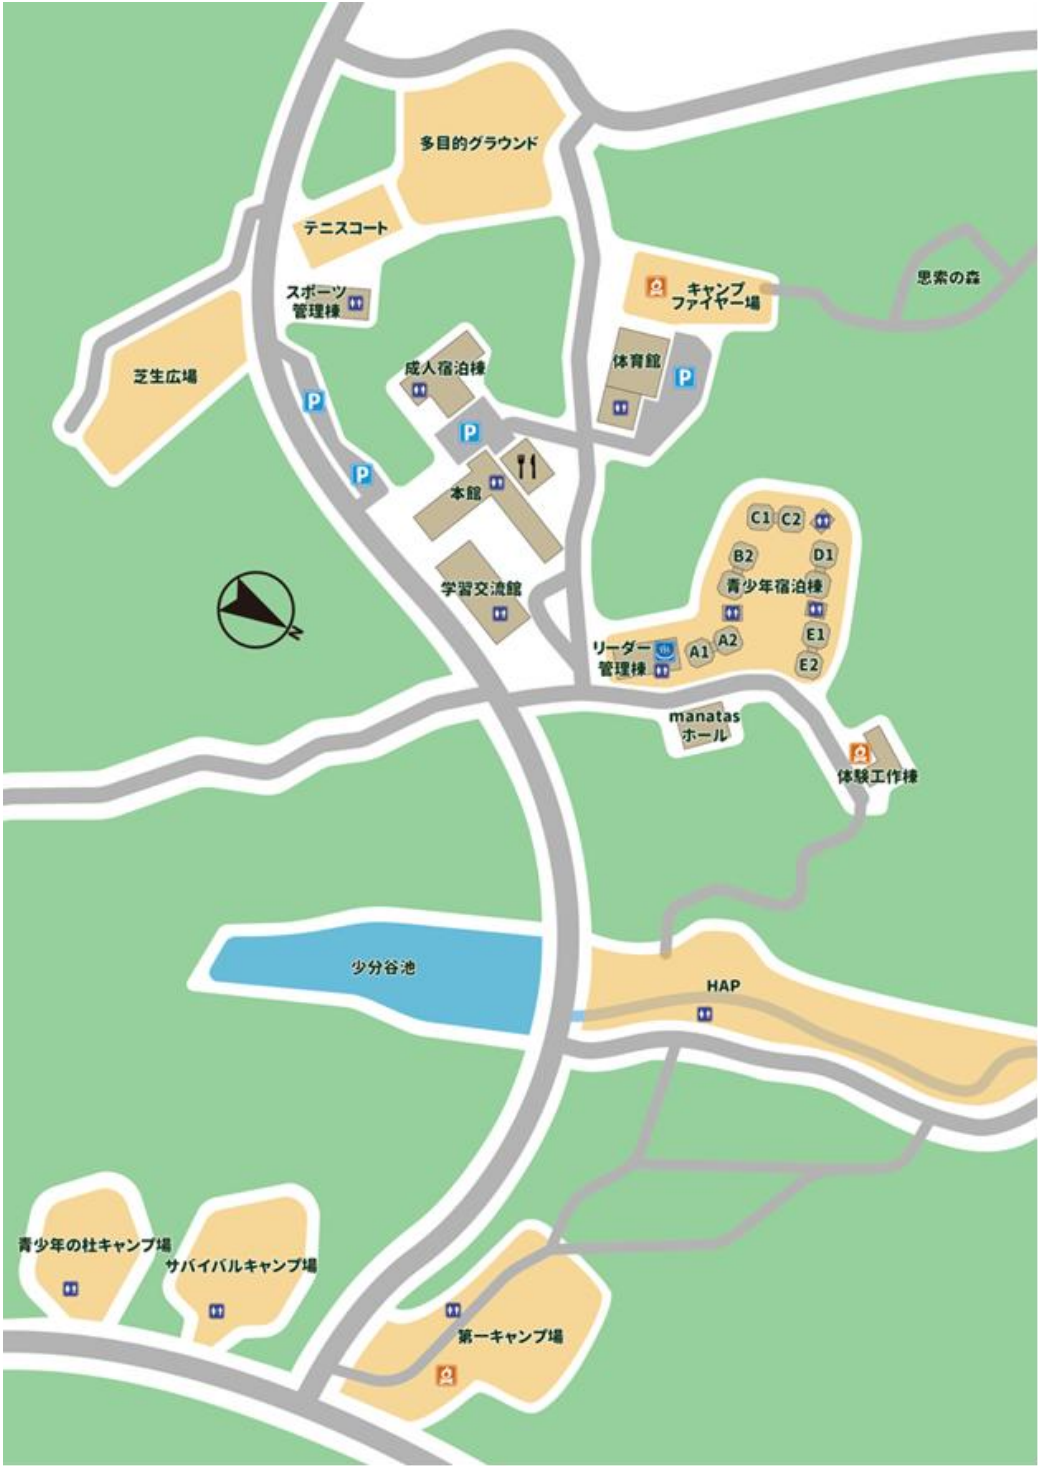 多目的グラウンド
テニスコート
スポーツ
管理棟
キャンプ
ファイヤー場
思索の森
芝生広場
成人宿泊棟
体育館
P
P
P
P
本館
C1
C2
B2
D1
青少年宿泊棟
学習交流館
N
リーダー
管理棟
A1
A2
E1
E2
manatas
ホール
体験工作棟
少分谷池
HAP
青少年の杜キャンプ場
サバイバルキャンプ場
第一キャンプ場